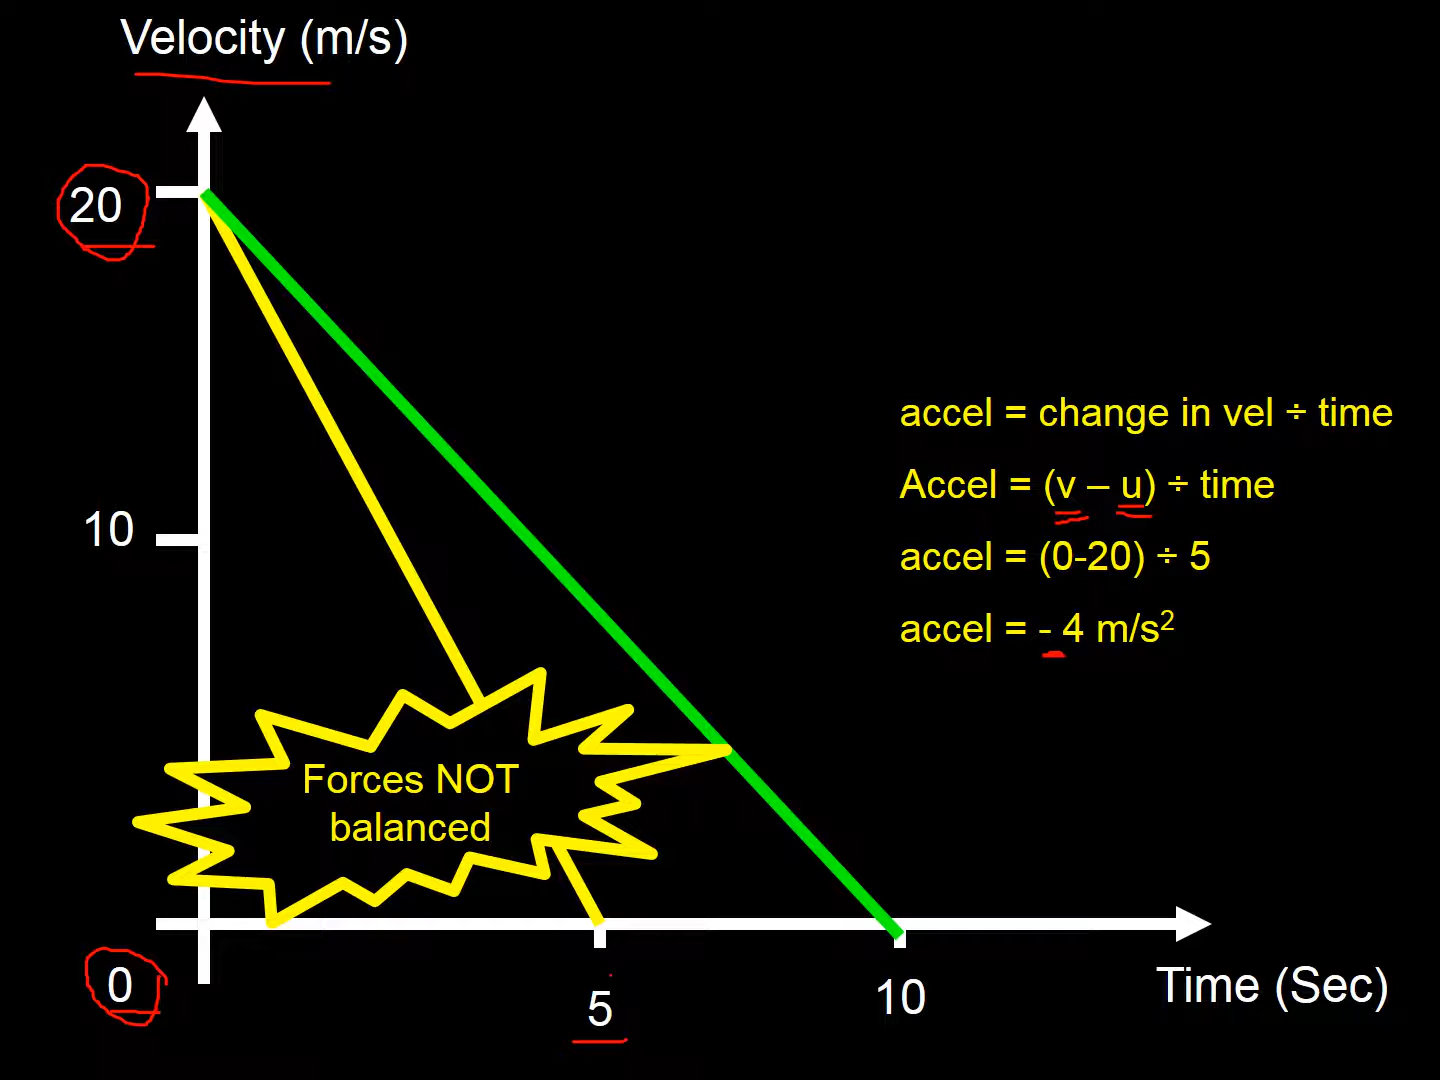 Velocity (m/s)
20
10
accel = change in vel ÷ time
Accel = (v – u) ÷ time
accel = (0-20) ÷ 5
accel = - 4 m/s²
Forces NOT
balanced
0
5
10
Time (Sec)